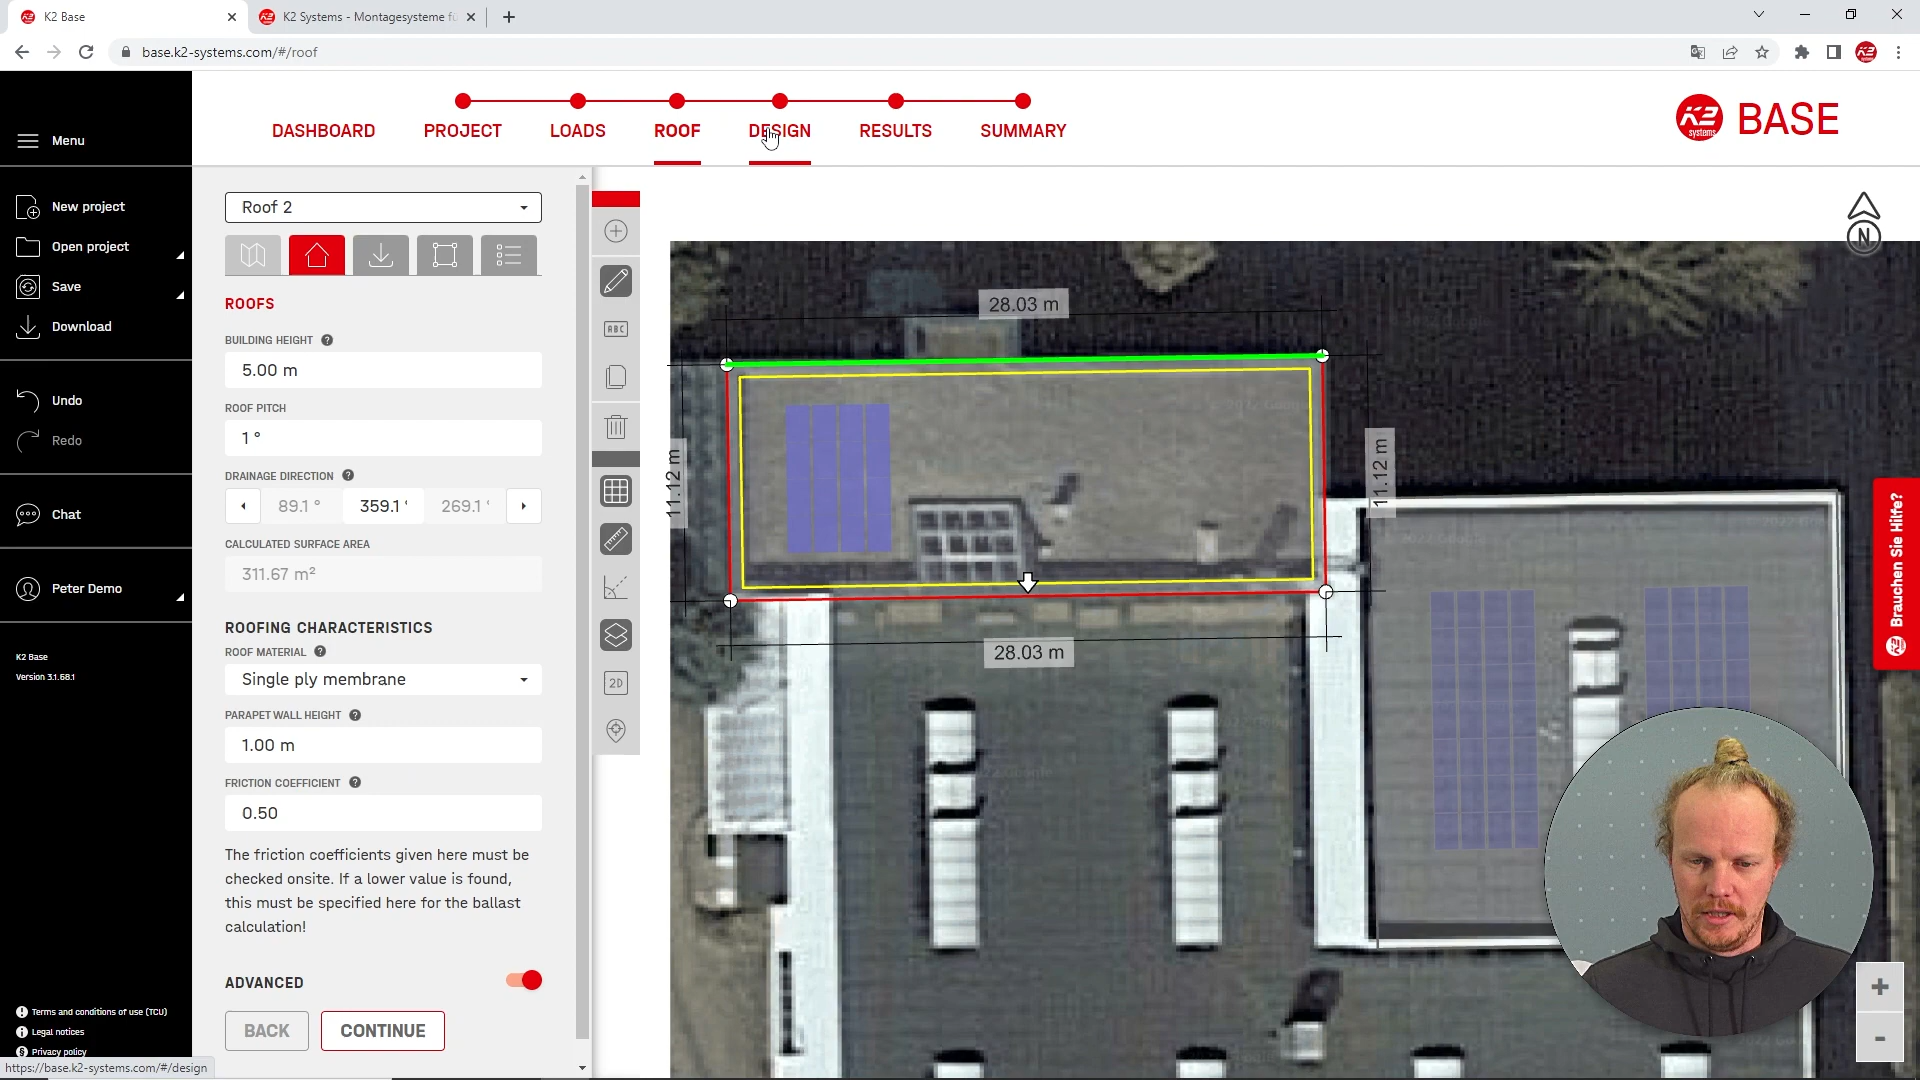 K2 Base
K2 Systems - Montagesysteme fü
base.k2-systems.com/#/roof
DASHBOARD
PROJECT
LOADS
ROOF
DESIGN
RESULTS
SUMMARY
K2 systems BASE
Menu
New project
Open project
Save
Download
Undo
Redo
Chat
Peter Demo
K2 Base
Version 3.1.68.1
Terms and conditions of use (TCU)
Legal notices
Privacy policy
https://base.k2-systems.com/#/design
Roof 2
ROOFS
BUILDING HEIGHT ?
5.00 m
ROOF PITCH
1 °
DRAINAGE DIRECTION ?
89.1 ° 359.1 ° 269.1 °
CALCULATED SURFACE AREA
311.67 m²
ROOFING CHARACTERISTICS
ROOF MATERIAL ?
Single ply membrane
PARAPET WALL HEIGHT ?
1.00 m
FRICTION COEFFICIENT ?
0.50
The friction coefficients given here must be
checked onsite. If a lower value is found,
this must be specified here for the ballast
calculation!
ADVANCED
BACK
CONTINUE
ABC
2D
N
28.03 m
11.12 m
11.12 m
28.03 m
Brauchen Sie Hilfe?
+
-